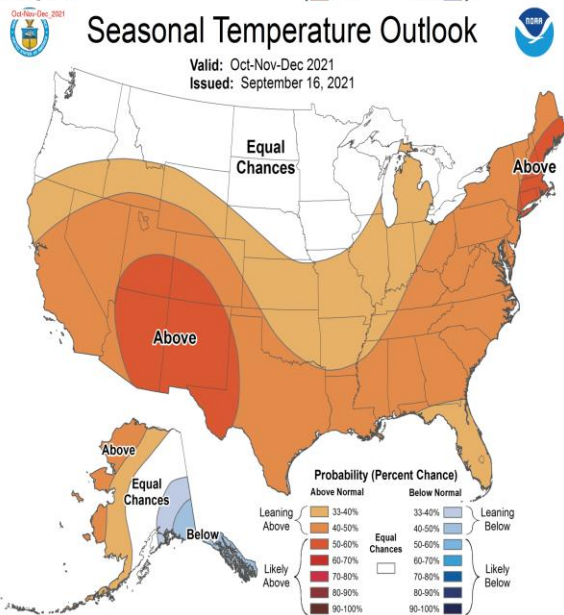 Oct-Nov-Dec 2021
Seasonal Temperature Outlook
NOAA
Valid: Oct-Nov-Dec 2021
Issued: September 16, 2021
Equal
Chances
Above
Above
Above
Equal
Chances
Below
Probability (Percent Chance)
Above Normal
Below Normal
Leaning
Above
33-40%
40-50%
50-60%
60-70%
70-80%
80-90%
90-100%
Likely
Above
Equal
Chances
33-40%
40-50%
50-60%
60-70%
70-80%
80-90%
90-100%
Leaning
Below
Likely
Below